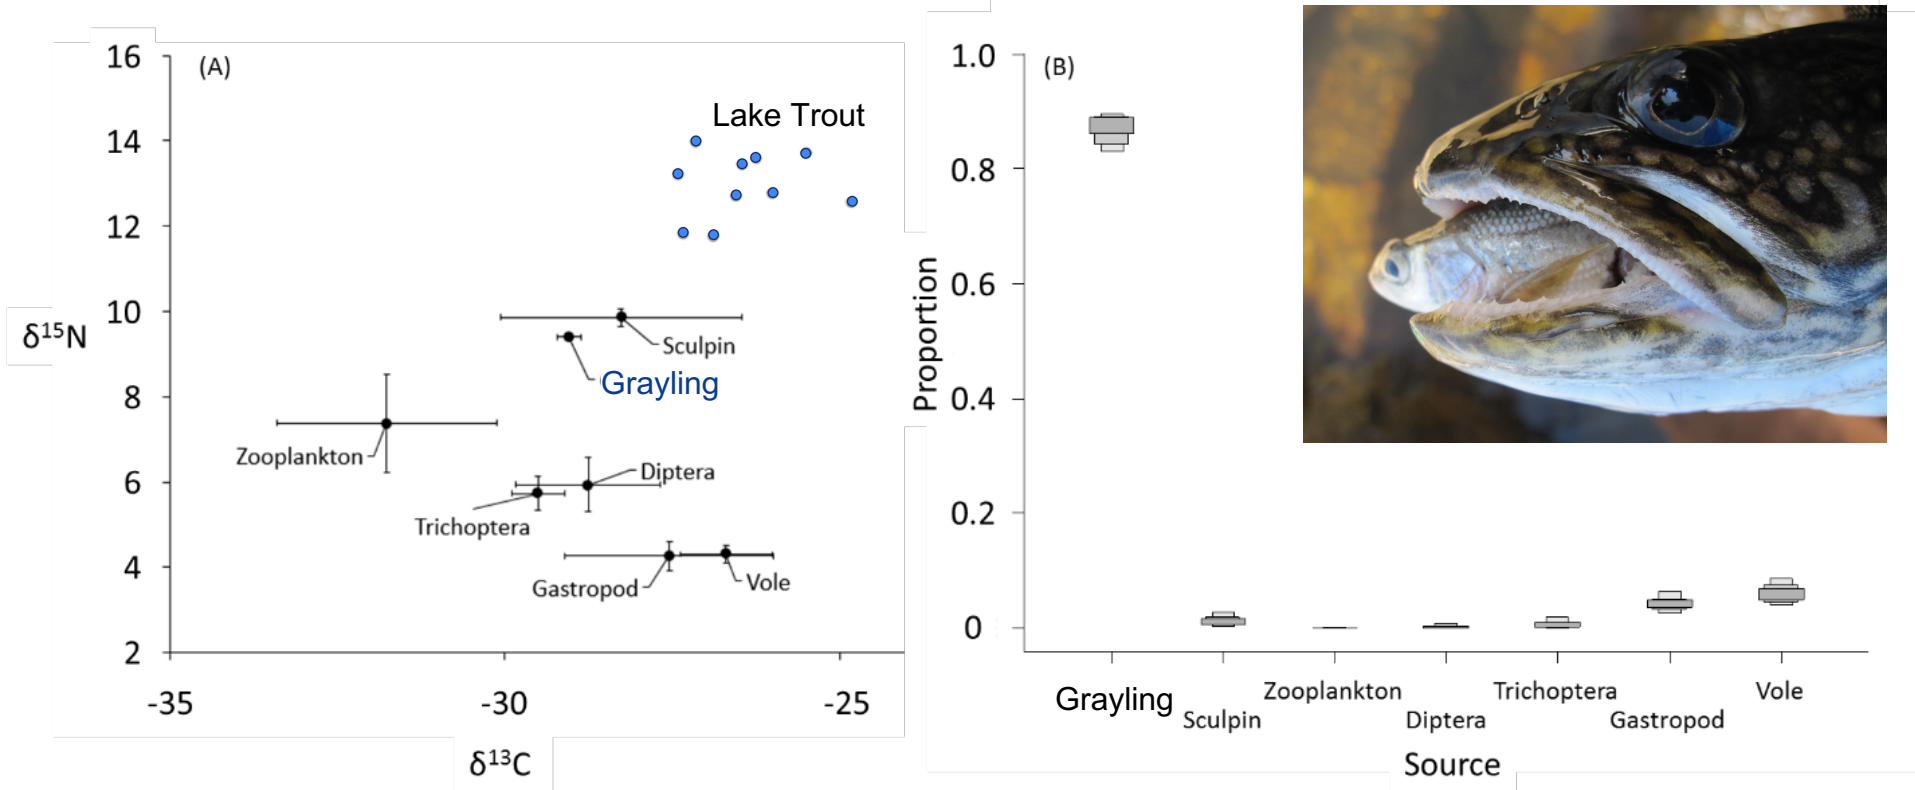 (A)
16
14
12
10
8
6
4
2
δ¹⁵N
-35
-30
-25
δ¹³C
Lake Trout
Sculpin
Grayling
Zooplankton
Diptera
Trichoptera
Gastropod
Vole
(B)
1.0
0.8
0.6
0.4
0.2
0
Proportion
Grayling
Sculpin
Zooplankton
Diptera
Trichoptera
Gastropod
Vole
Source